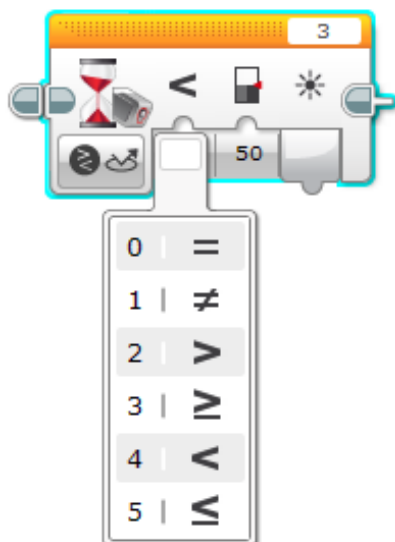 3
<
50
0 | =
1 | ≠
2 | >
3 | ≥
4 | <
5 | ≤